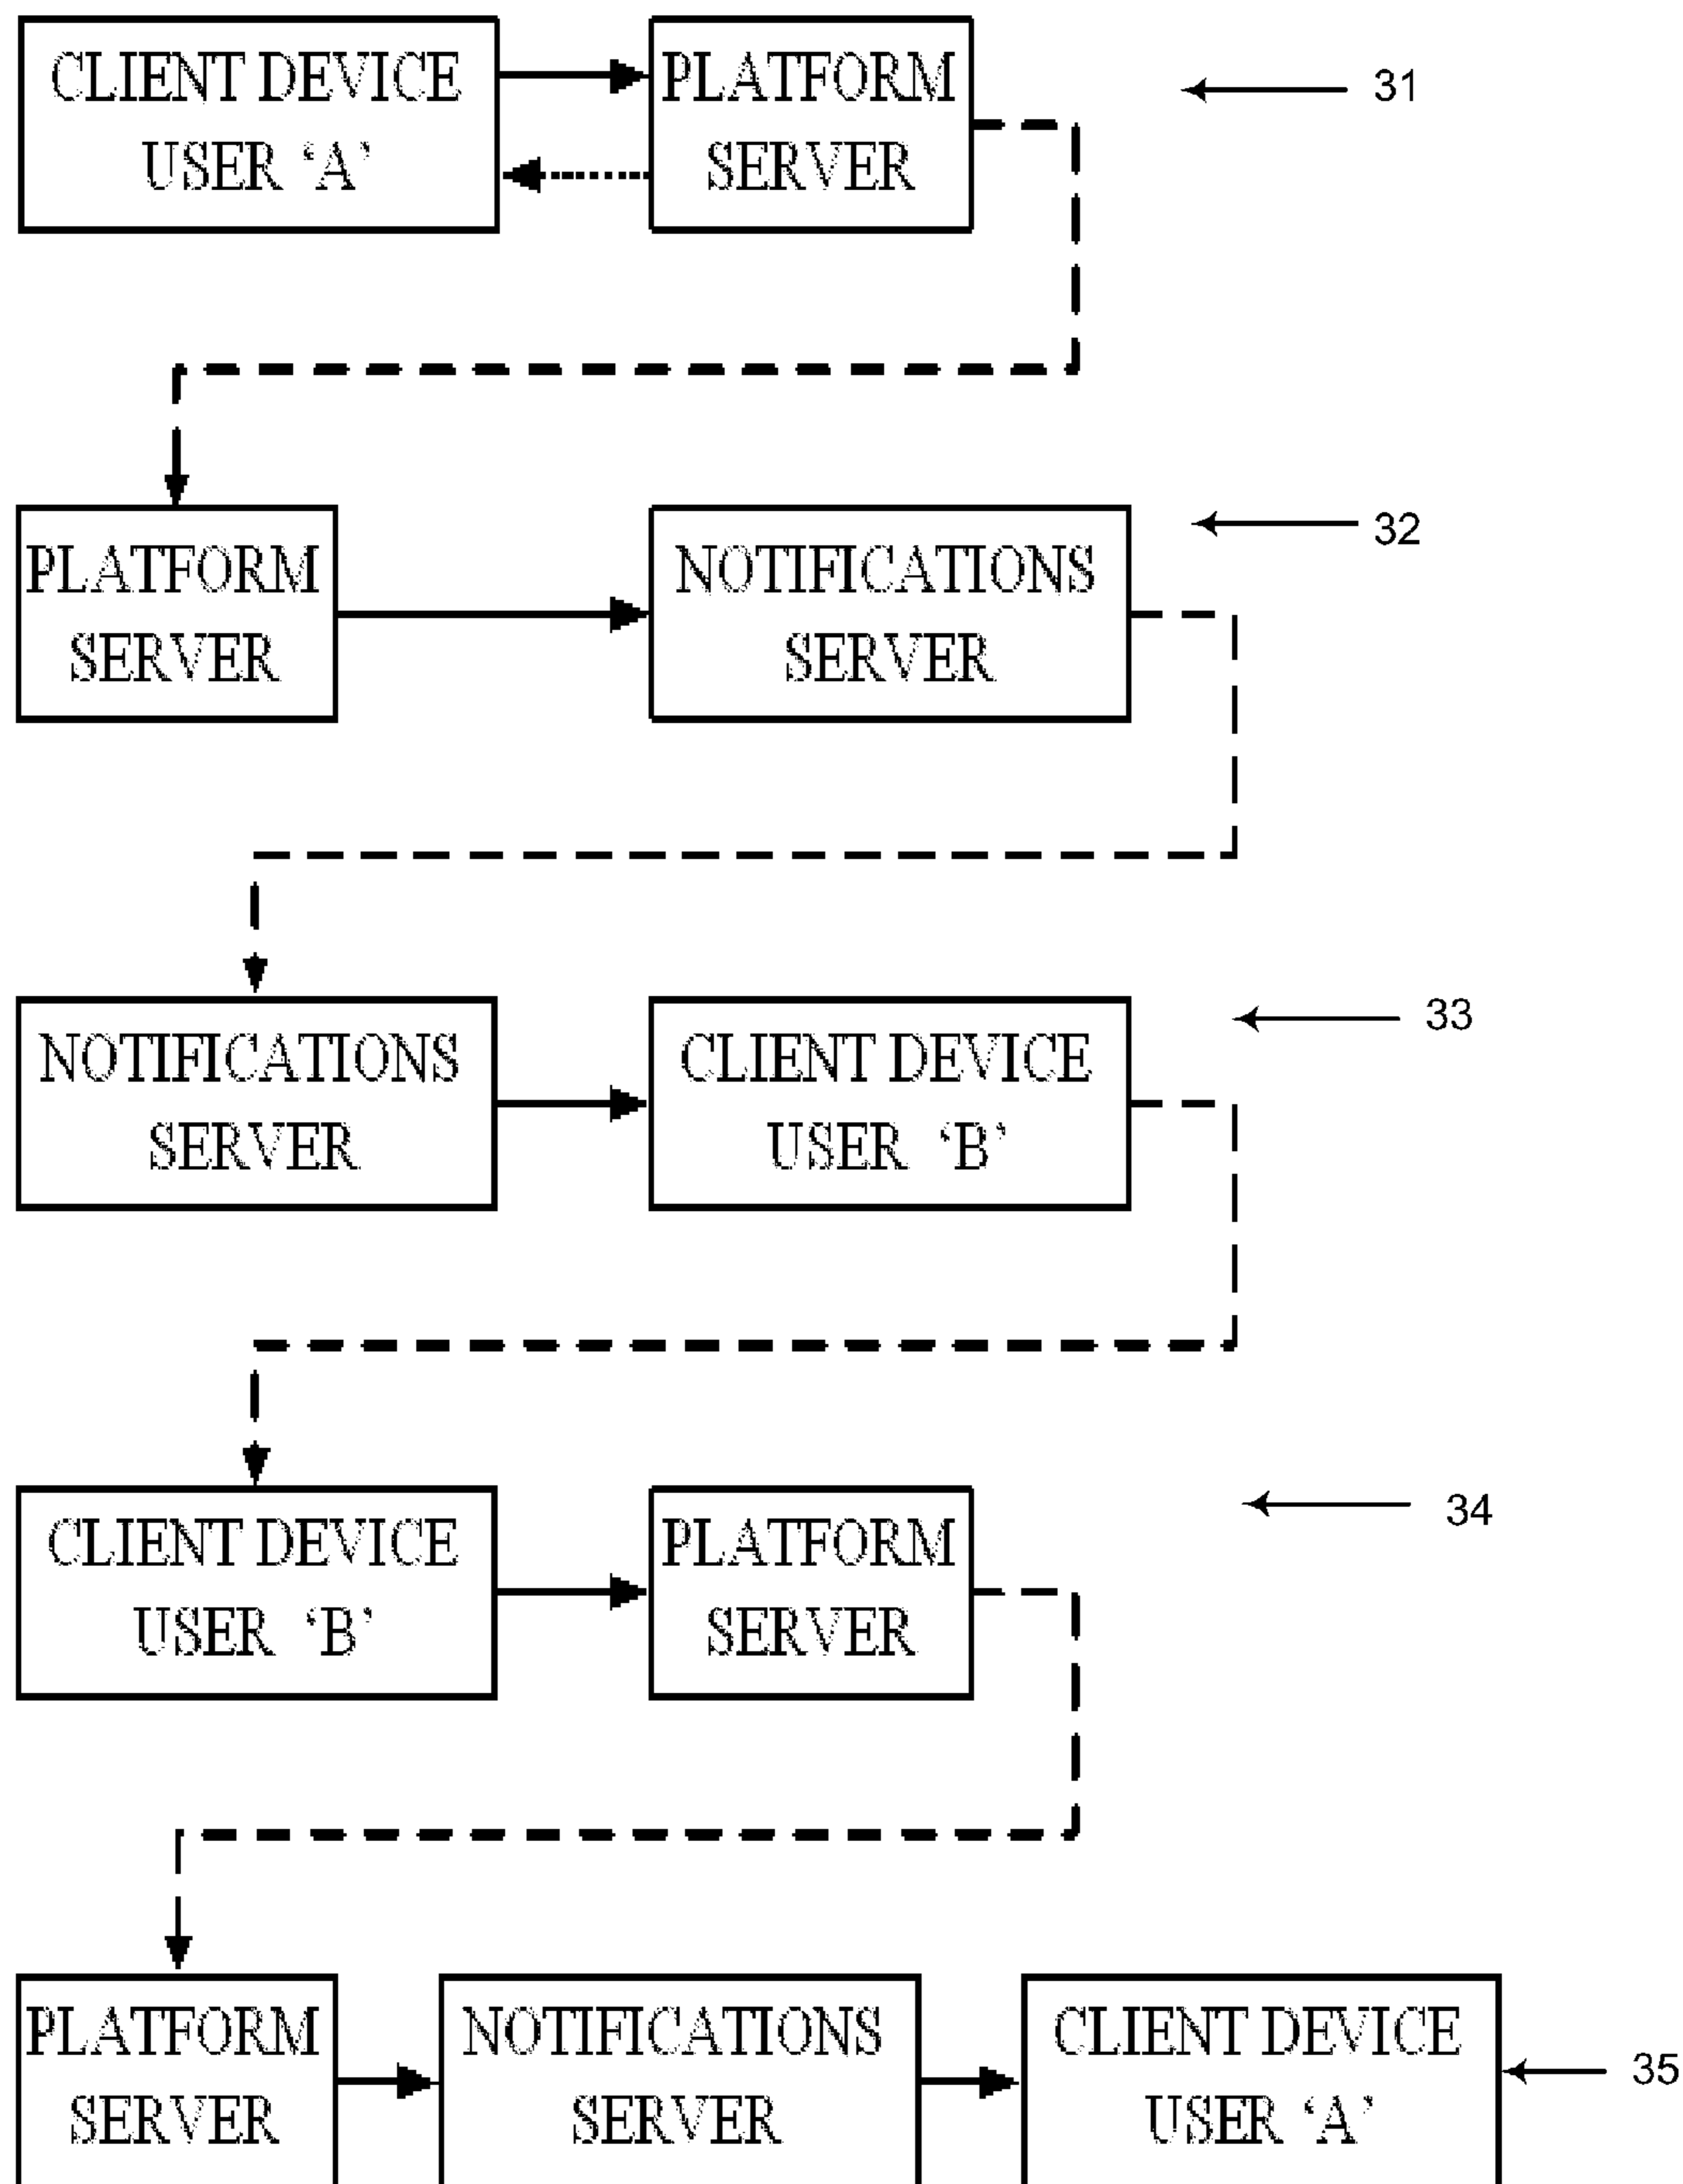 CLIENT DEVICE
USER ‘A’
PLATFORM
SERVER
31
PLATFORM
SERVER
NOTIFICATIONS
SERVER
32
NOTIFICATIONS
SERVER
CLIENT DEVICE
USER ‘B’
33
CLIENT DEVICE
USER ‘B’
PLATFORM
SERVER
34
PLATFORM
SERVER
NOTIFICATIONS
SERVER
CLIENT DEVICE
USER ‘A’
35